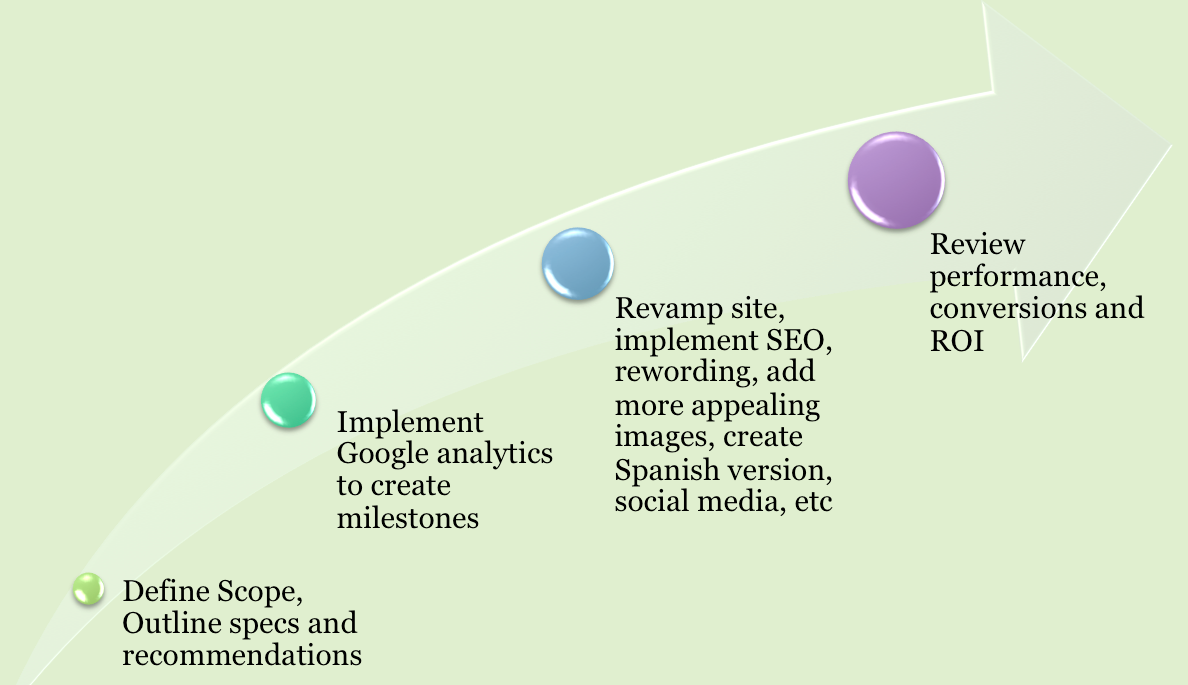 Define Scope,
Outline specs and
recommendations
Implement
Google analytics
to create
milestones
Revamp site,
implement SEO,
rewording, add
more appealing
images, create
Spanish version,
social media, etc
Review
performance,
conversions and
ROI